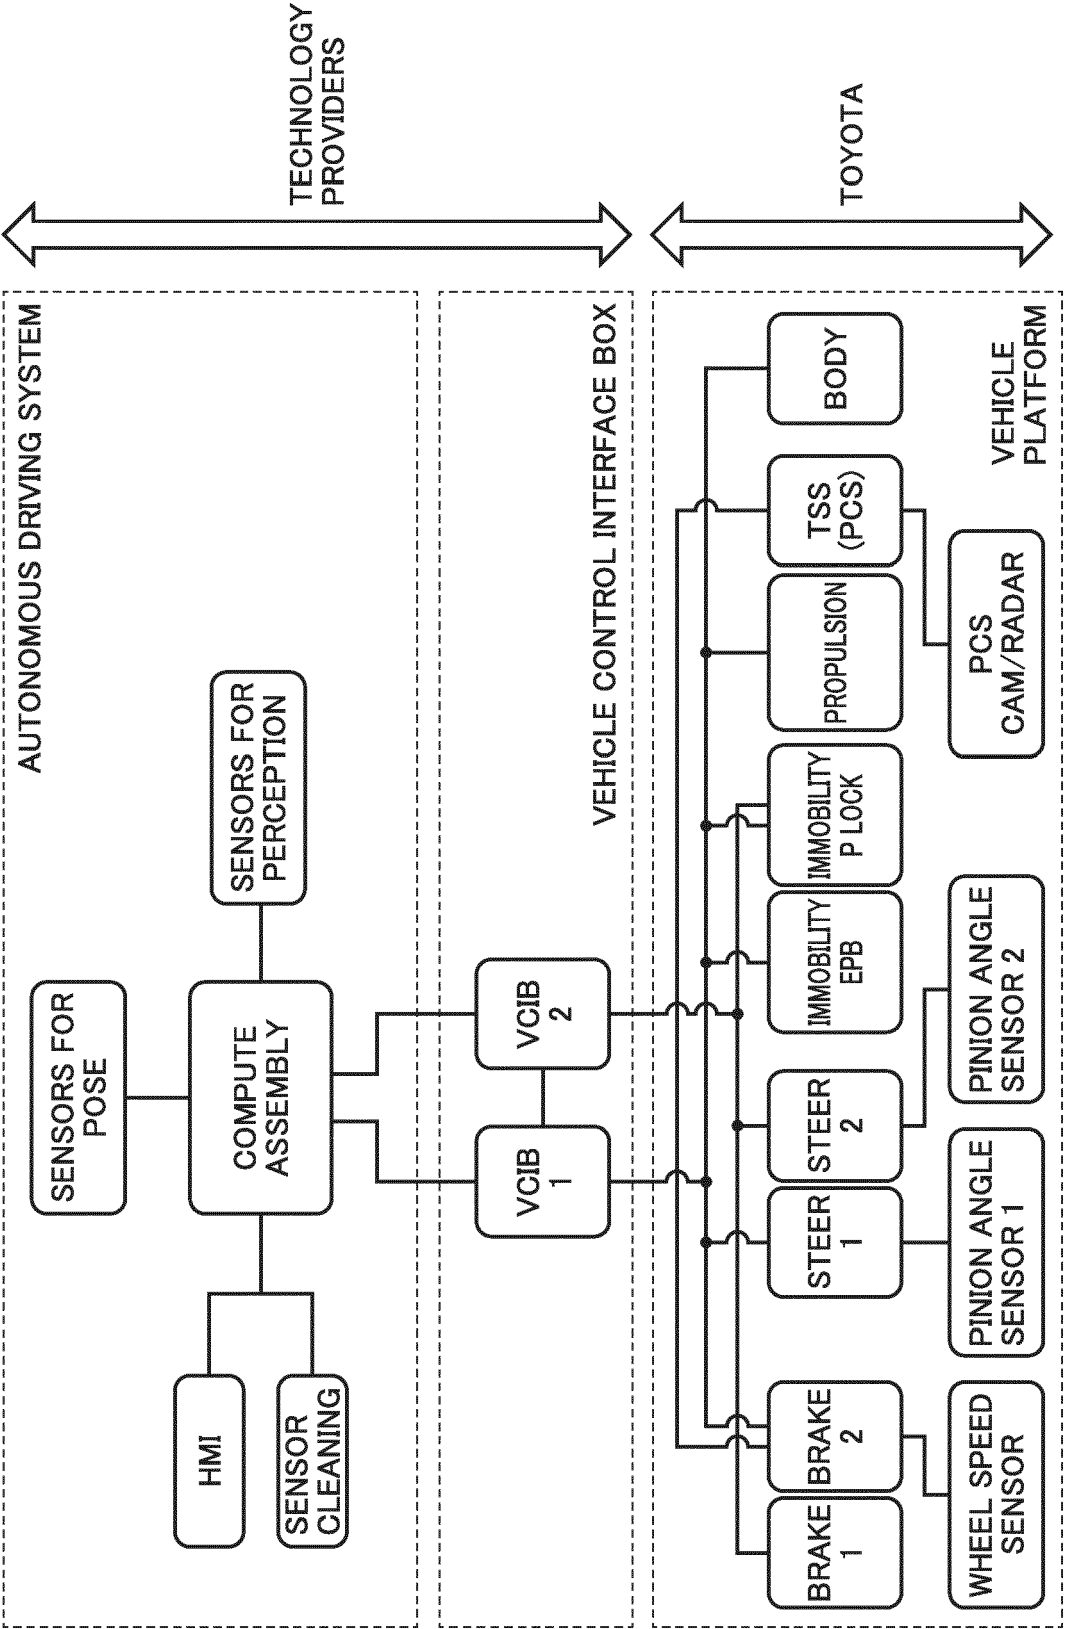 AUTONOMOUS DRIVING SYSTEM
SENSORS FOR
POSE
HMI
SENSOR
CLEANING
COMPUTE
ASSEMBLY
SENSORS FOR
PERCEPTION
TECHNOLOGY
PROVIDERS
VEHICLE CONTROL INTERFACE BOX
VCIB
1
VCIB
2
TOYOTA
BRAKE
1
BRAKE
2
STEER
1
STEER
2
IMMOBILITY
EPB
IMMOBILITY
P LOCK
PROPULSION
TSS
(PCS)
BODY
WHEEL SPEED
SENSOR
PINION ANGLE
SENSOR 1
PINION ANGLE
SENSOR 2
PCS
CAM/RADAR
VEHICLE
PLATFORM